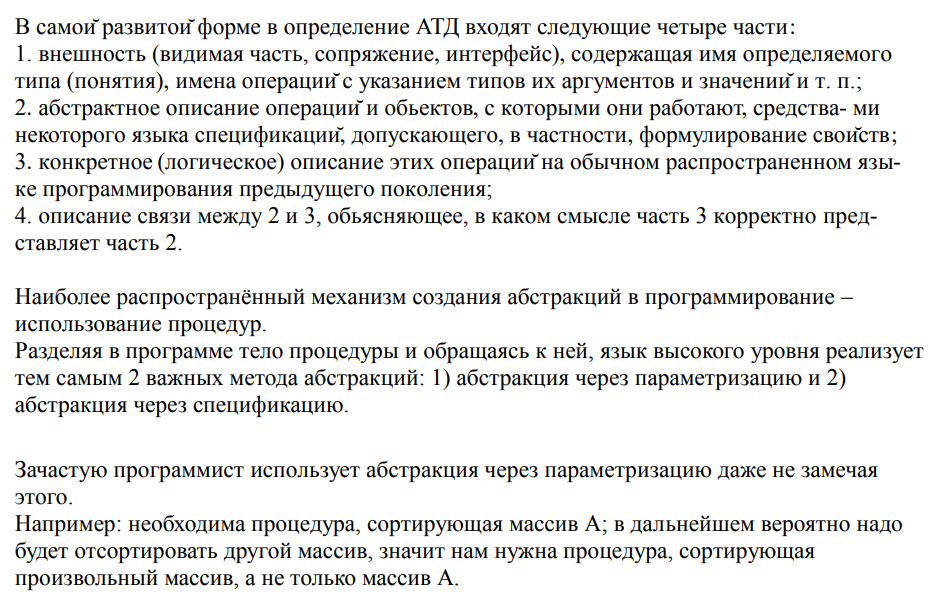 В самой развитой форме в определение АТД входят следующие четыре части:
1. внешность (видимая часть, сопряжение, интерфейс), содержащая имя определяемого
типа (понятия), имена операций с указанием типов их аргументов и значений и т. п.;
2. абстрактное описание операций и обьектов, с которыми они работают, средства- ми
некоторого языка спецификаций, допускающего, в частности, формулирование свойств;
3. конкретное (логическое) описание этих операций на обычном распространенном язы-
ке программирования предыдущего поколения;
4. описание связи между 2 и 3, обьясняющее, в каком смысле часть 3 корректно пред-
ставляет часть 2.
Наиболее распространённый механизм создания абстракций в программирование –
использование процедур.
Разделяя в программе тело процедуры и обращаясь к ней, язык высокого уровня реализует
тем самым 2 важных метода абстракций: 1) абстракция через параметризацию и 2)
абстракция через спецификацию.
Зачастую программист использует абстракция через параметризацию даже не замечая
этого.
Например: необходима процедура, сортирующая массив А; в дальнейшем вероятно надо
будет отсортировать другой массив, значит нам нужна процедура, сортирующая
произвольный массив, а не только массив А.